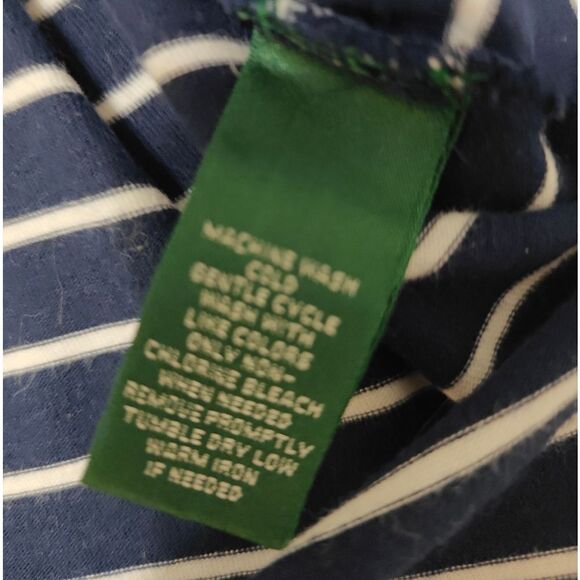 MACHINE WASH
COLD
GENTLE CYCLE
WASH WITH
LIKE COLORS
ONLY NON-
CHLORINE BLEACH
WHEN NEEDED
REMOVE PROMPTLY
TUMBLE DRY LOW
WARM IRON
IF NEEDED